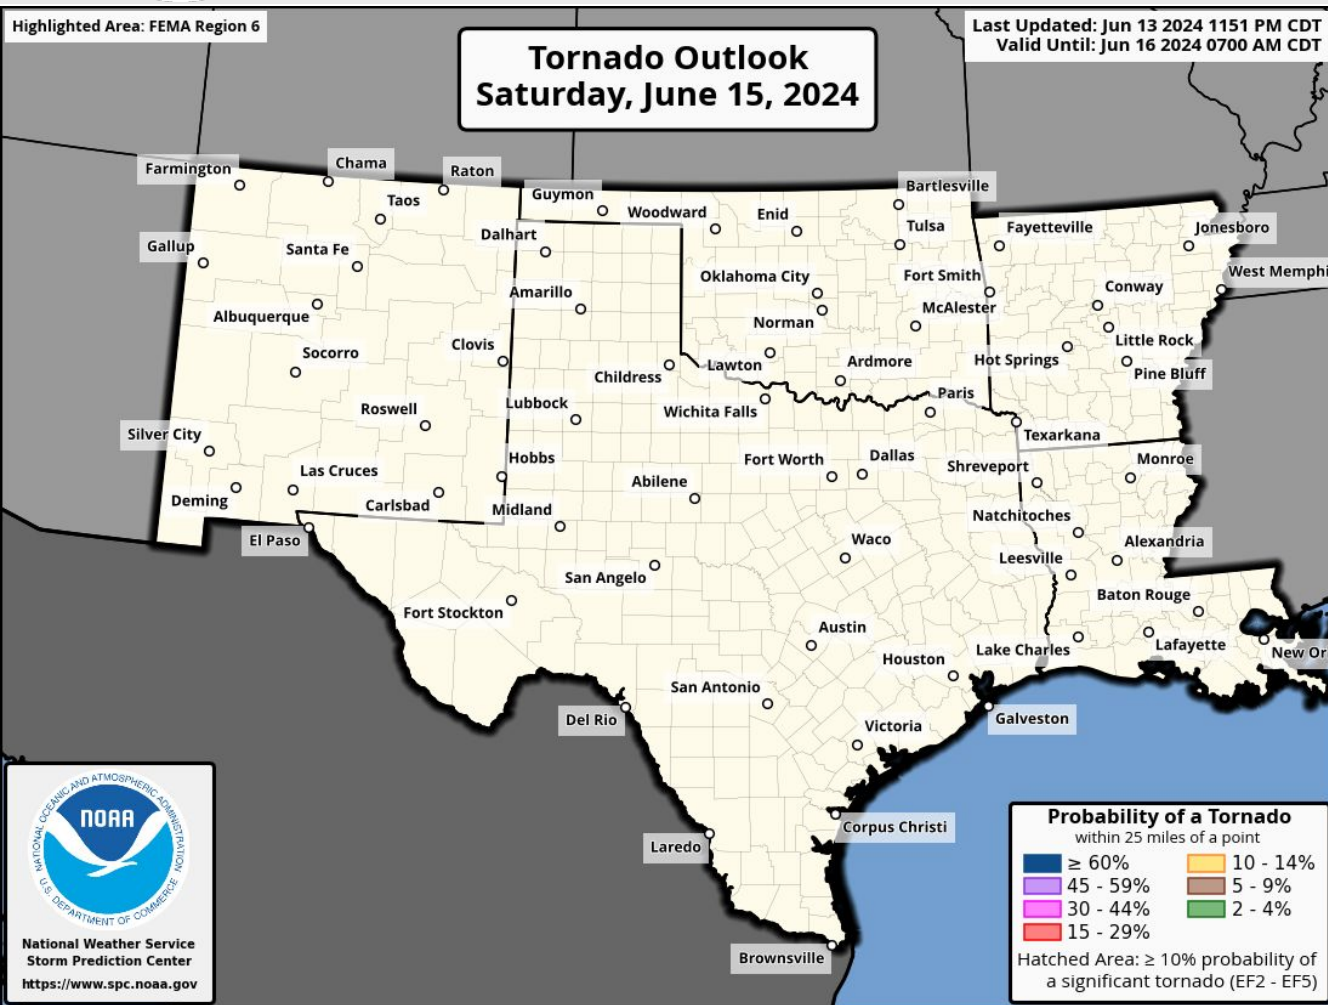 Highlighted Area: FEMA Region 6
Last Updated: Jun 13 2024 1151 PM CDT
Valid Until: Jun 16 2024 0700 AM CDT
Tornado Outlook
Saturday, June 15, 2024
Farmington
Chama
Raton
Taos
Guymon
Woodward
Enid
Bartlesville
Tulsa
Fayetteville
Jonesboro
Gallup
Santa Fe
Dalhart
Oklahoma City
Fort Smith
West Memphi
Amarillo
Conway
Albuquerque
Norman
McAlester
Little Rock
Socorro
Clovis
Childress
Lawton
Ardmore
Hot Springs
Pine Bluff
Roswell
Lubbock
Wichita Falls
Paris
Texarkana
Silver City
Las Cruces
Hobbs
Abilene
Fort Worth
Dallas
Shreveport
Monroe
Deming
Carlsbad
Midland
Natchitoches
El Paso
Waco
Leesville
Alexandria
San Angelo
Fort Stockton
Baton Rouge
Austin
Lake Charles
Lafayette
New Or
Houston
San Antonio
Del Rio
Victoria
Galveston
Laredo
Corpus Christi
Brownsville
NATIONAL OCEANIC AND ATMOSPHERIC ADMINISTRATION
NOAA
U.S. DEPARTMENT OF COMMERCE
National Weather Service
Storm Prediction Center
https://www.spc.noaa.gov
Probability of a Tornado
within 25 miles of a point
≥ 60% 10 - 14%
45 - 59% 5 - 9%
30 - 44% 2 - 4%
15 - 29%
Hatched Area: ≥ 10% probability of
a significant tornado (EF2 - EF5)